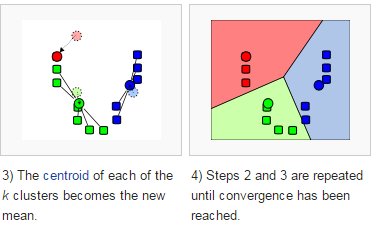 3) The centroid of each of the
k clusters becomes the new
mean.
4) Steps 2 and 3 are repeated
until convergence has been
reached.